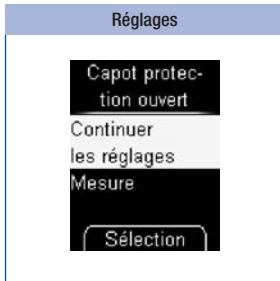 Réglages
Capot protec-
tion ouvert
Continuer
les réglages
Mesure
Sélection